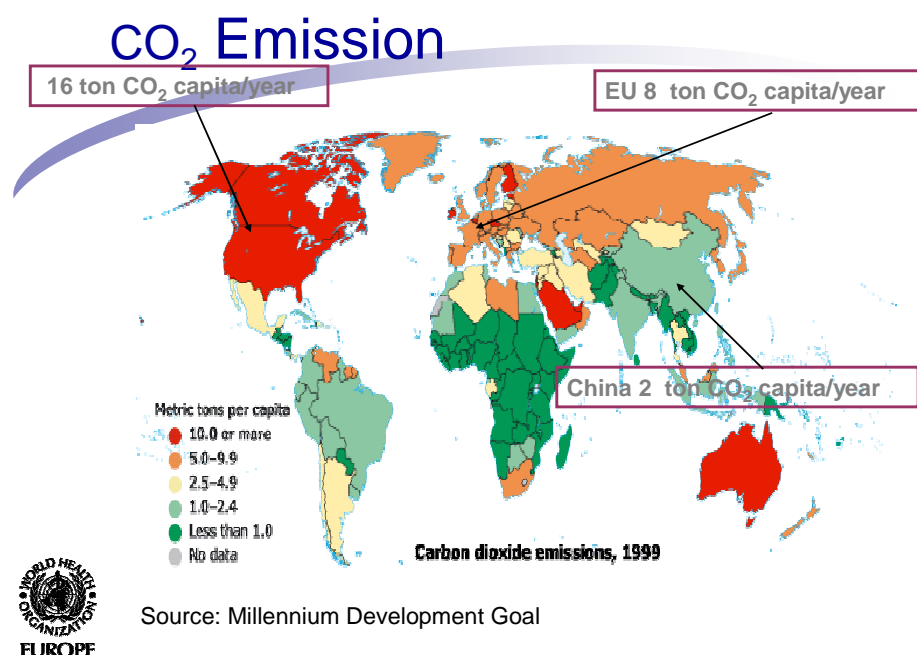 CO₂ Emission
16 ton CO₂ capita/year
EU 8 ton CO₂ capita/year
China 2 ton CO₂ capita/year
Metric tons per capita
10.0 or more
5.0–9.9
2.5–4.9
1.0–2.4
Less than 1.0
No data
Carbon dioxide emissions, 1999
WORLD HEALTH ORGANIZATION
EUROPE
Source: Millennium Development Goal